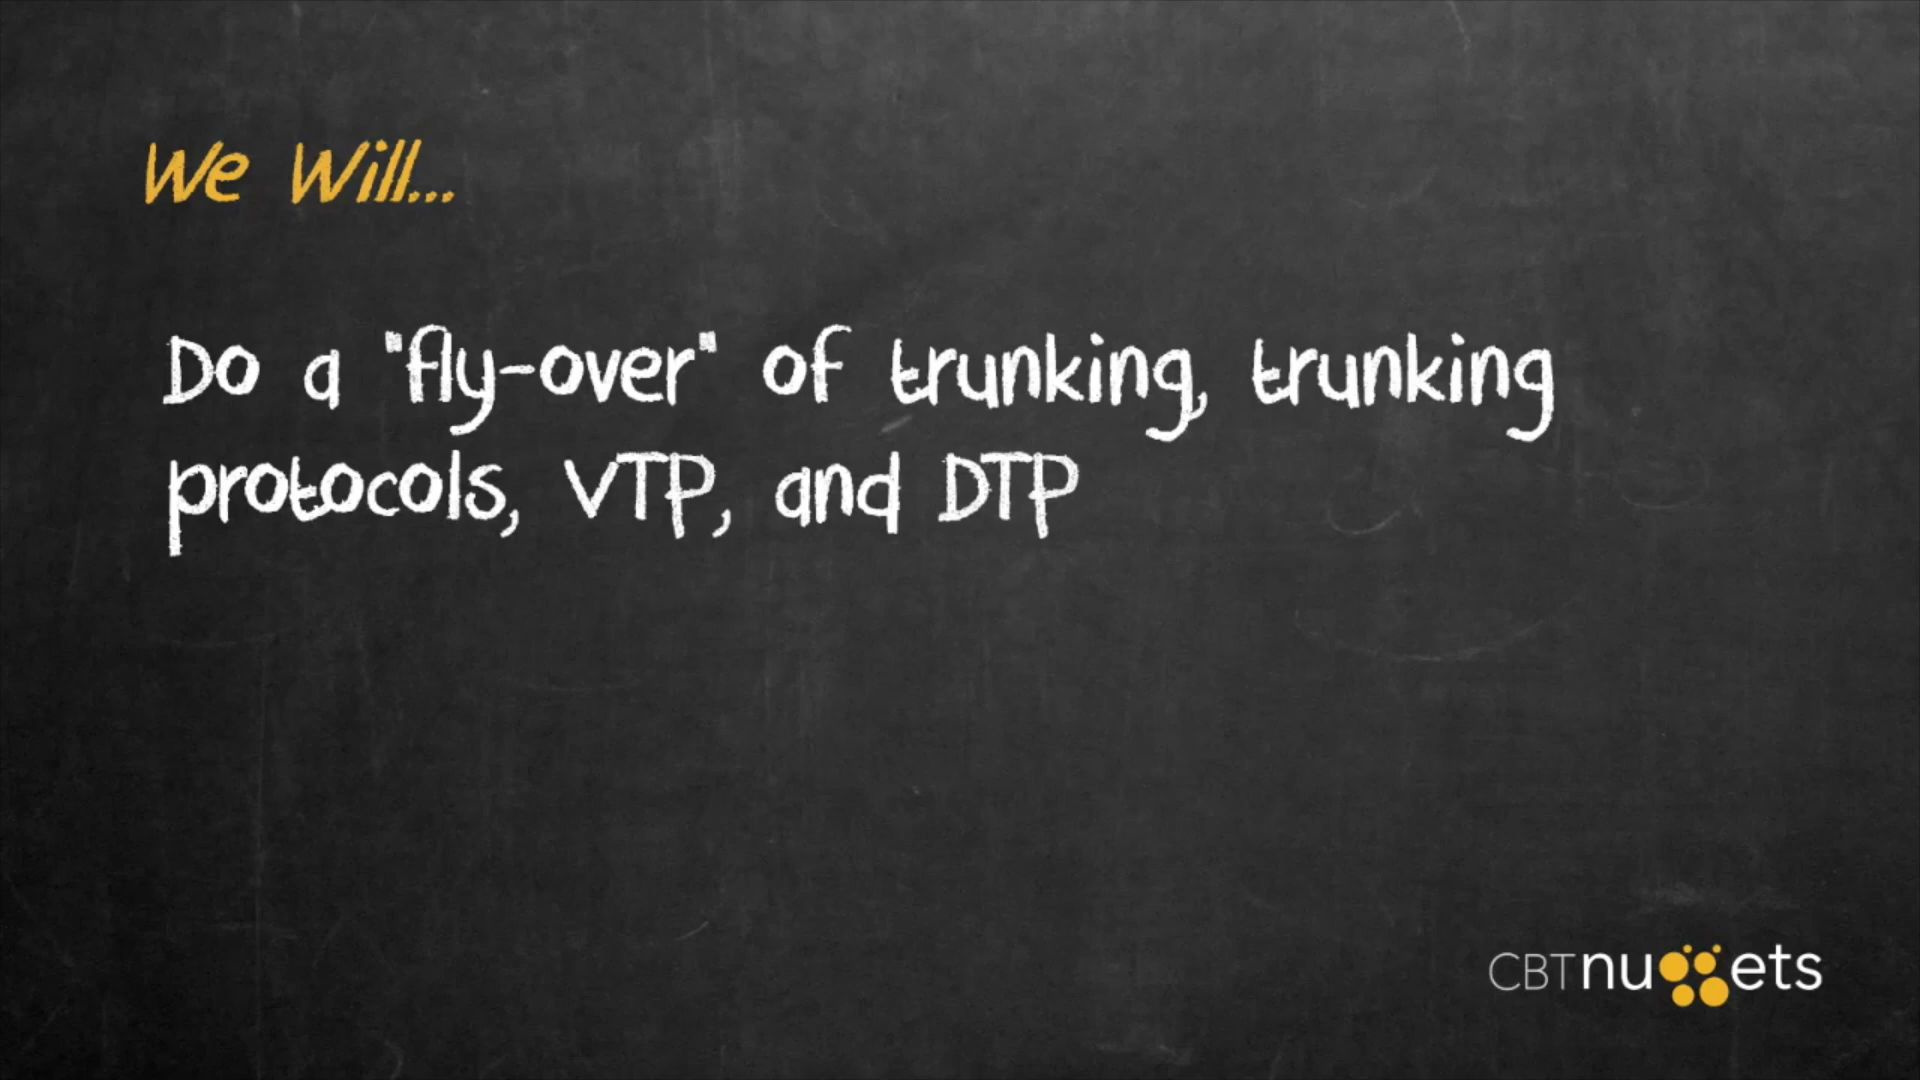 We Will...
Do a "fly-over" of trunking, trunking
protocols, VTP, and DTP
CBTnuggets